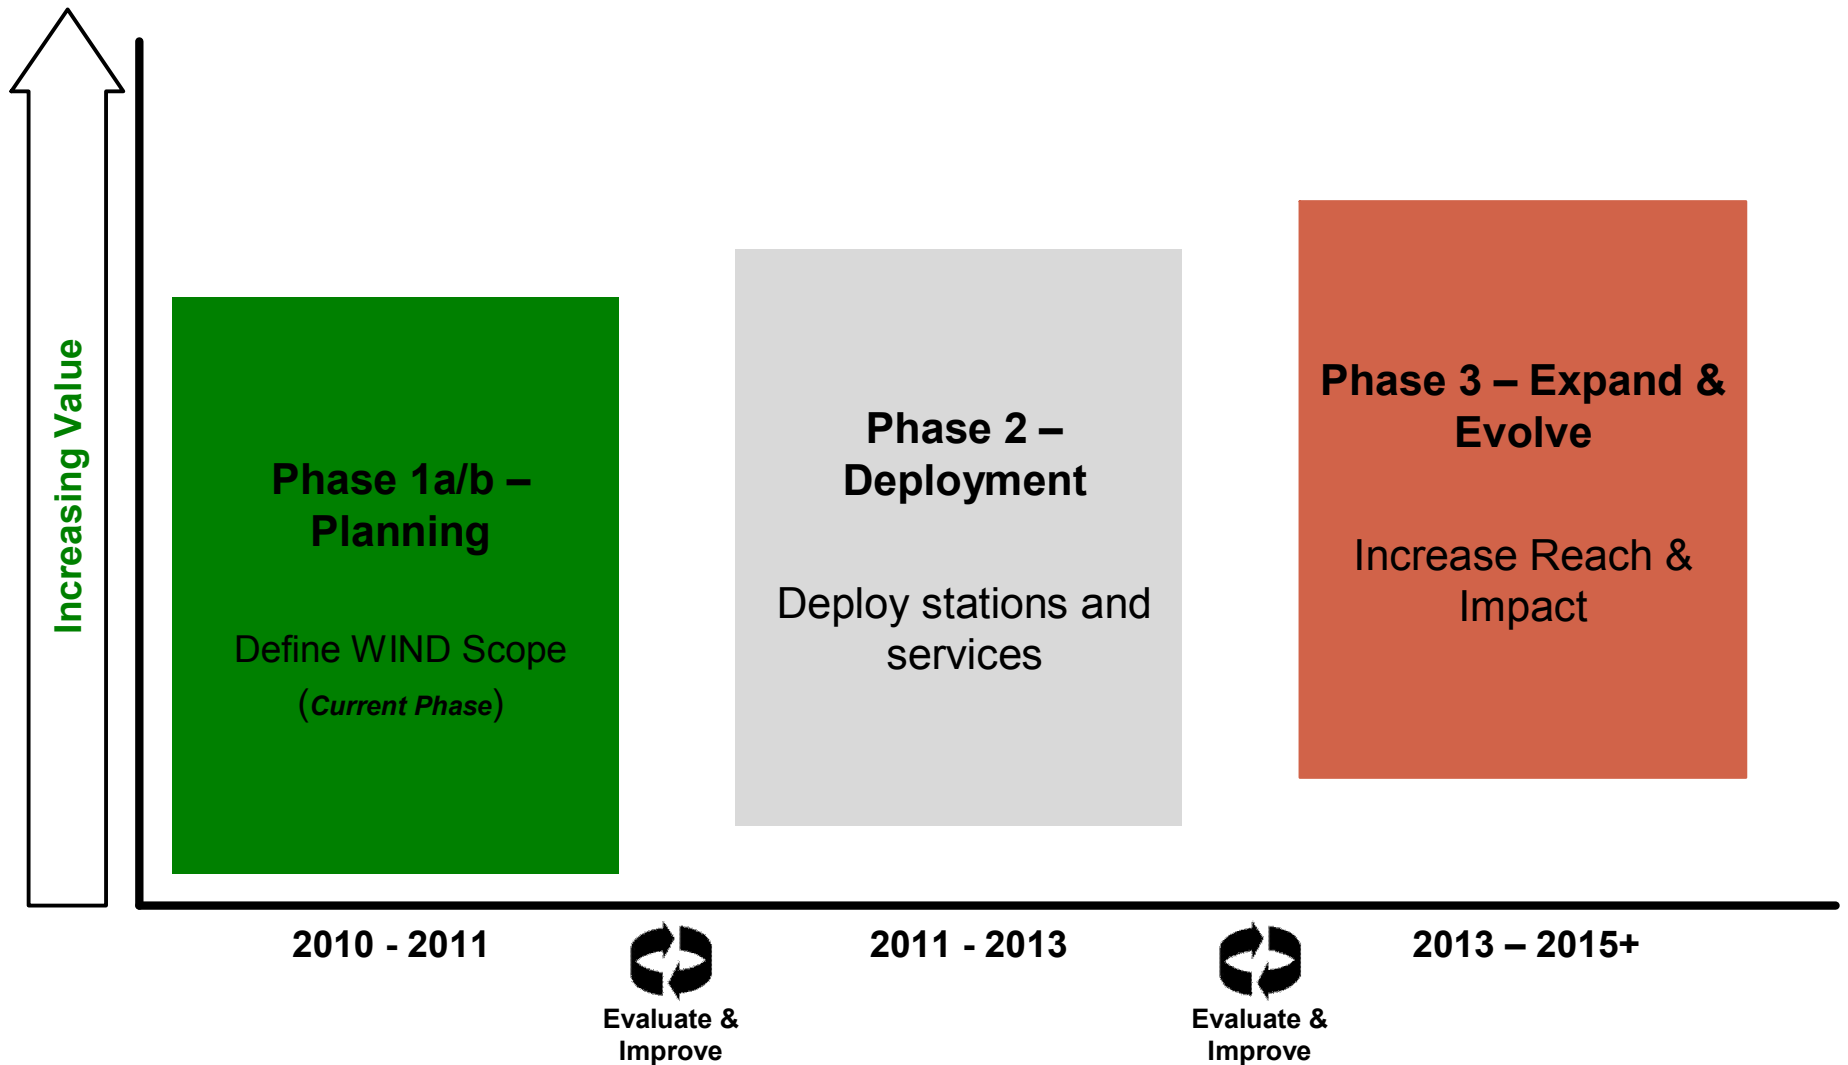 Increasing Value
Phase 1a/b –
Planning
Define WIND Scope
(Current Phase)
Phase 2 –
Deployment
Deploy stations and
services
Phase 3 – Expand &
Evolve
Increase Reach &
Impact
2010 - 2011
Evaluate &
Improve
2011 - 2013
Evaluate &
Improve
2013 – 2015+